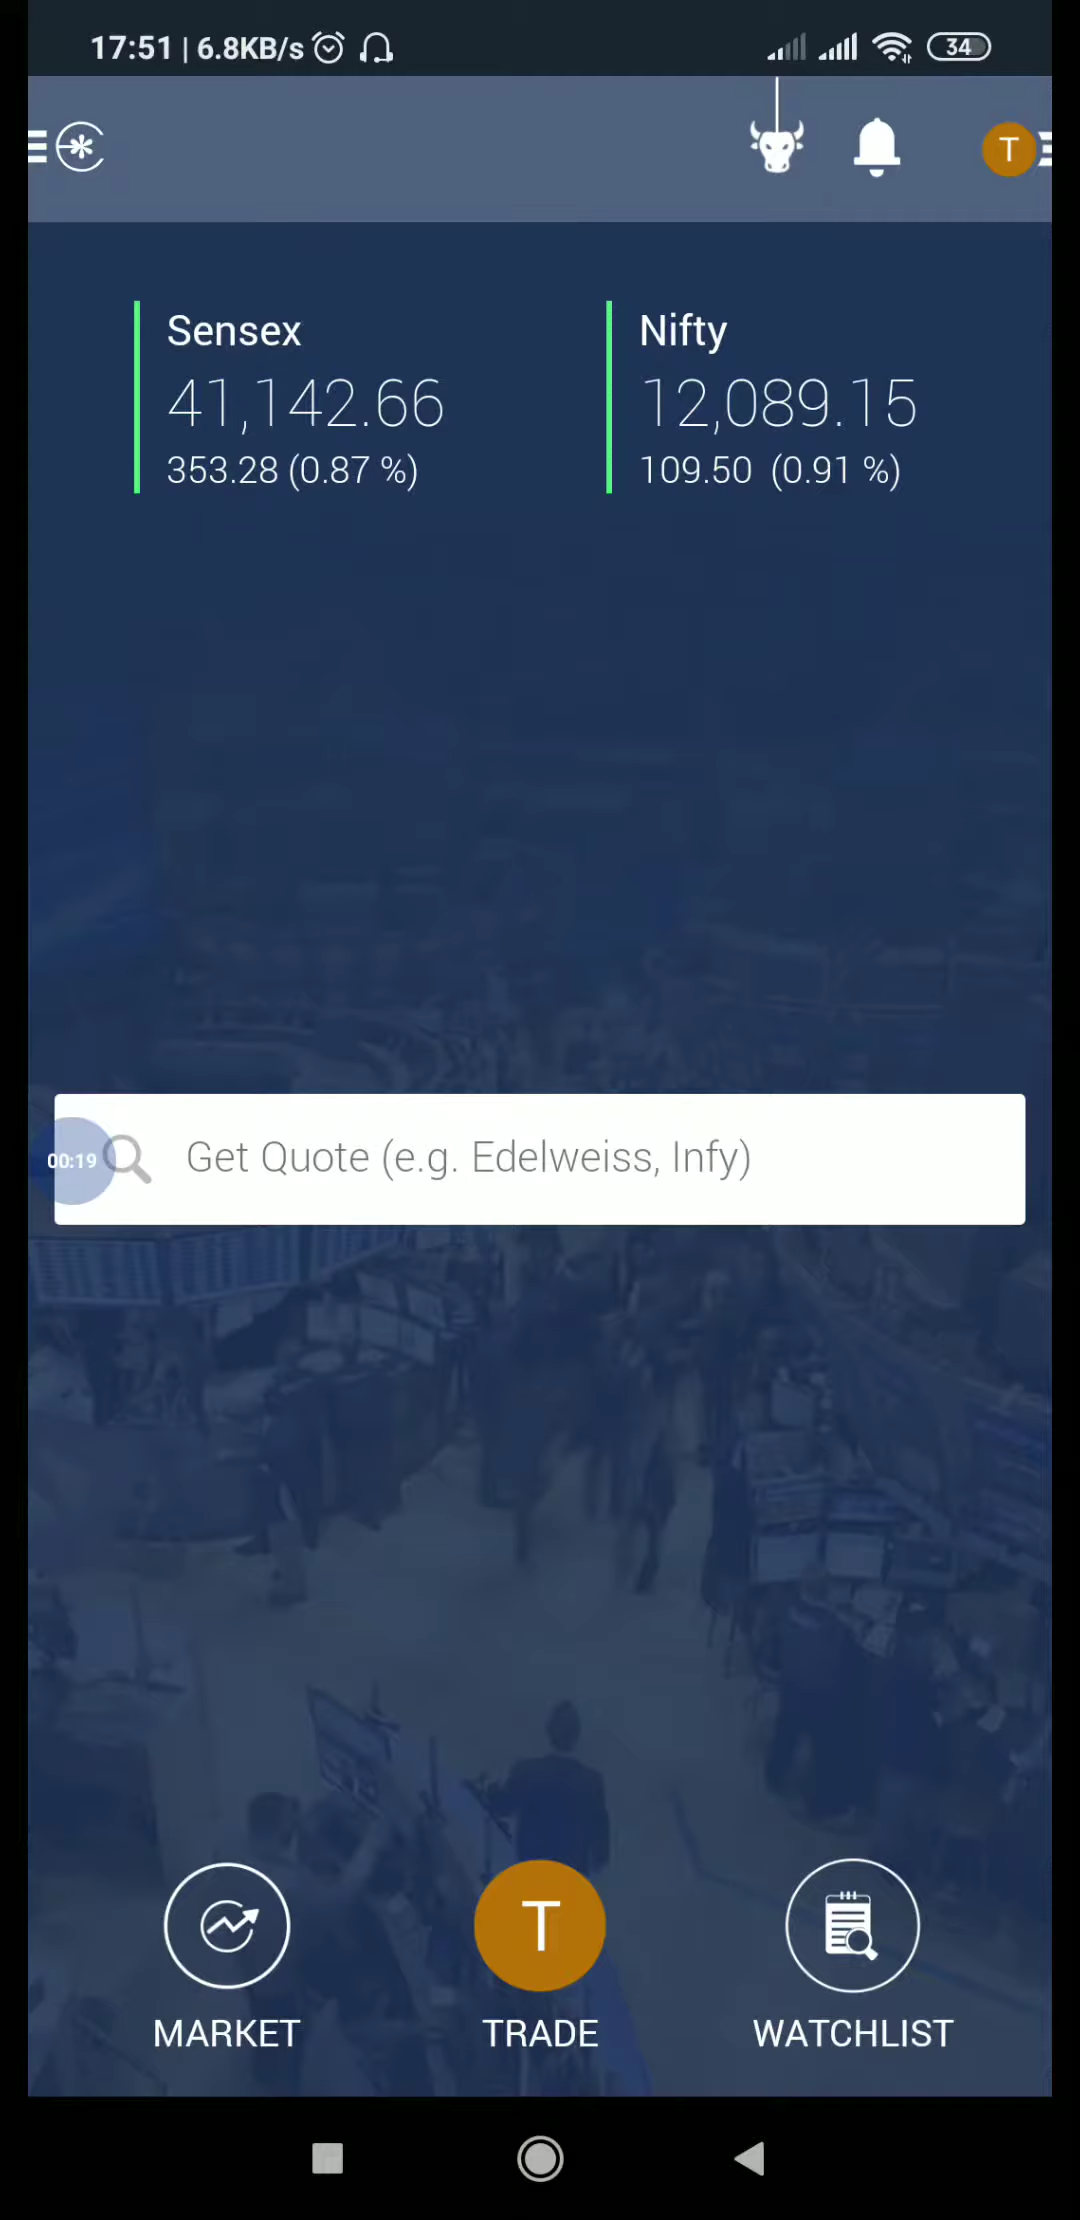 17:51 | 6.8KB/s 34
T
Sensex Nifty
41,142.66 12,089.15
353.28 (0.87 %) 109.50 (0.91 %)
00:19 Get Quote (e.g. Edelweiss, Infy)
T
MARKET TRADE WATCHLIST